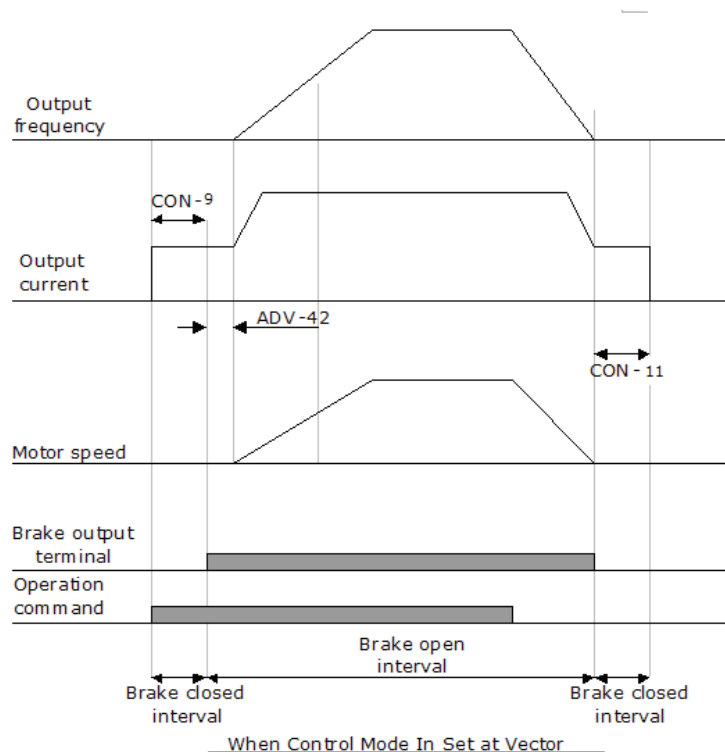 Output
frequency
CON-9
Output
current
ADV-42
CON-11
Motor speed
Brake output
terminal
Operation
command
Brake open
interval
Brake closed
interval
Brake closed
interval
When Control Mode In Set at Vector